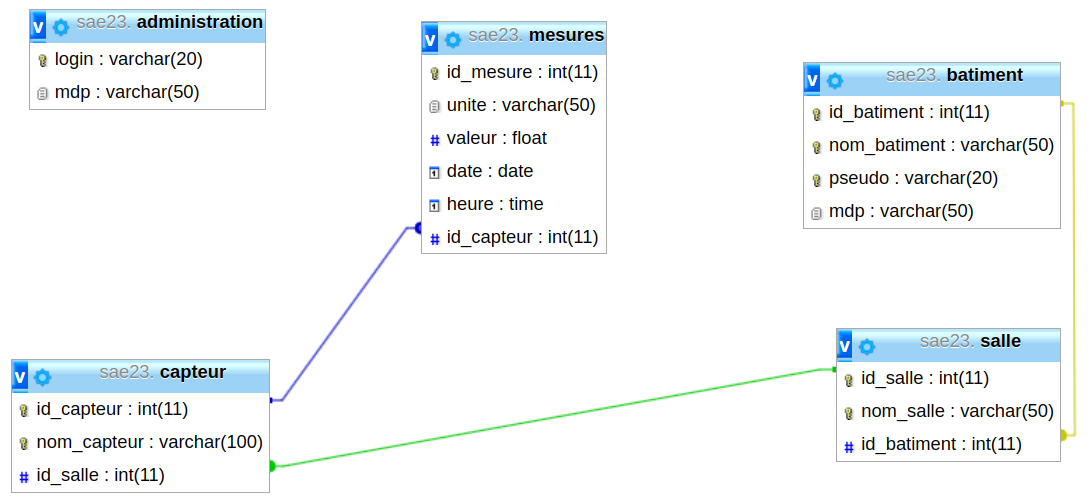 sae23. administration
login : varchar(20)
mdp : varchar(50)
sae23. mesures
id_mesure : int(11)
unite : varchar(50)
valeur : float
date : date
heure : time
id_capteur : int(11)
sae23. batiment
id_batiment : int(11)
nom_batiment : varchar(50)
pseudo : varchar(20)
mdp : varchar(50)
sae23. capteur
id_capteur : int(11)
nom_capteur : varchar(100)
id_salle : int(11)
sae23. salle
id_salle : int(11)
nom_salle : varchar(50)
id_batiment : int(11)